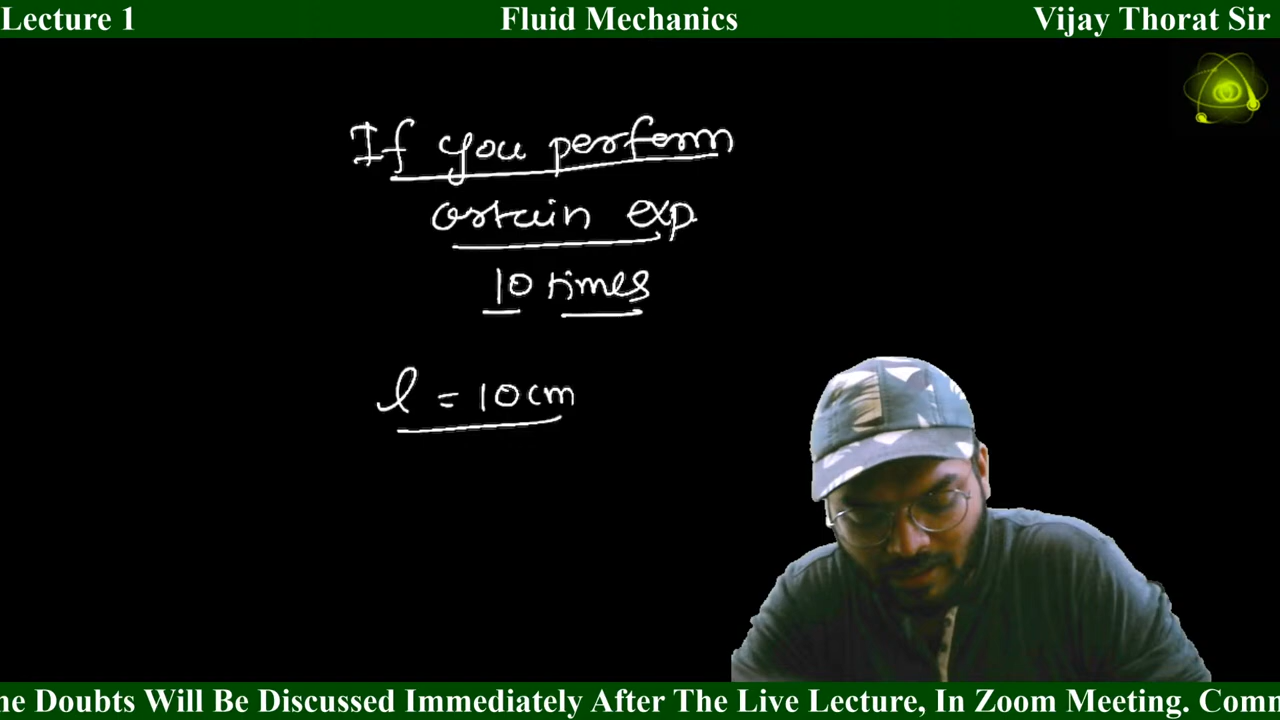 Lecture 1 Fluid Mechanics Vijay Thorat Sir
If you perform
certain exp.
10 times
l = 10cm
ne Doubts Will Be Discussed Immediately After The Live Lecture, In Zoom Meeting. Comm